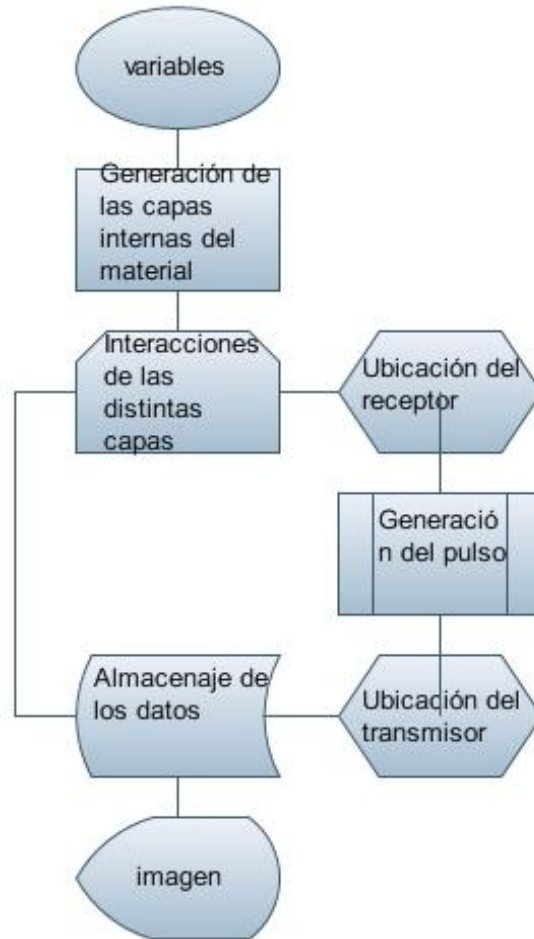 variables
Generación de
las capas
internas del
material
Interacciones
de las
distintas
capas
Ubicación del
receptor
Generació
n del pulso
Almacenaje de
los datos
Ubicación del
transmisor
imagen